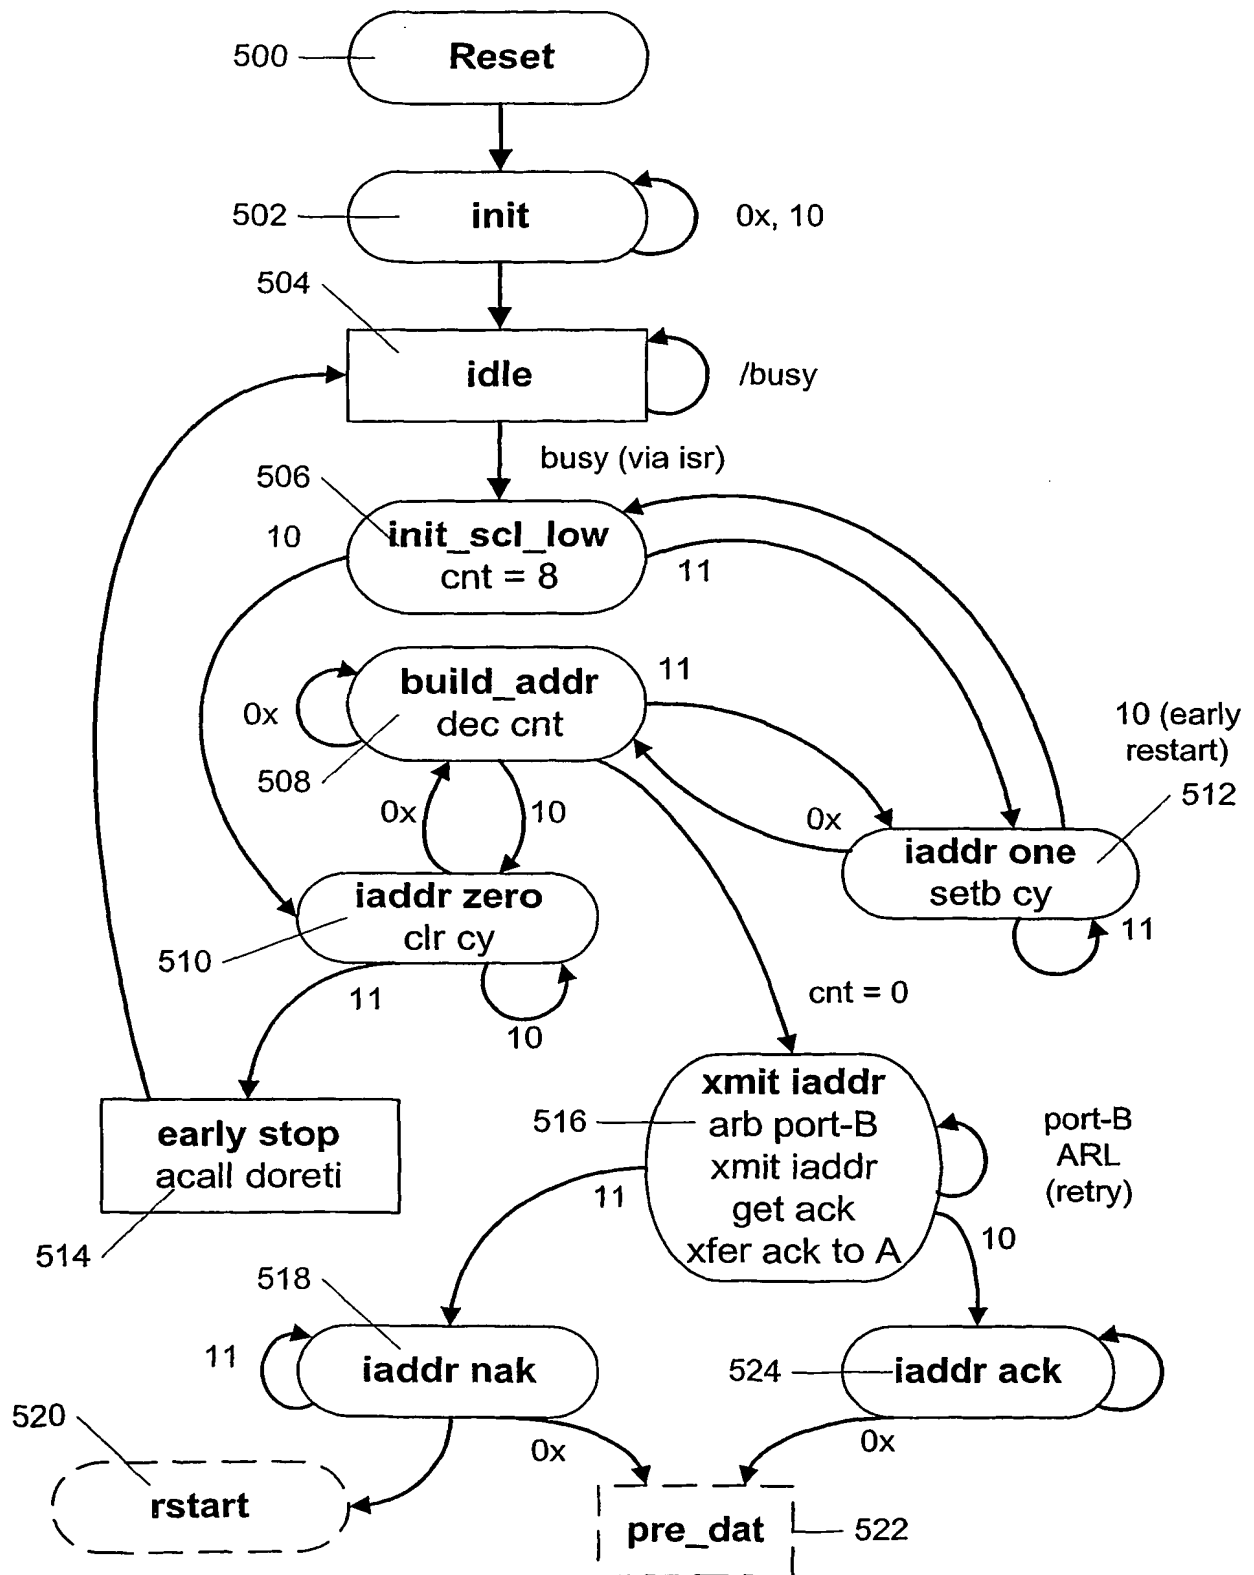 500
Reset
502
init
0x, 10
504
idle
/busy
busy (via isr)
506
10
init_scl_low
cnt = 8
11
build_addr
dec cnt
11
0x
508
10 (early
restart)
512
0x
10
0x
iaddr one
setb cy
11
iaddr zero
clr cy
510
11
10
cnt = 0
early stop
acall doreti
514
xmit iaddr
arb port-B
xmit iaddr
get ack
xfer ack to A
516
port-B
ARL
(retry)
11
10
518
11
iaddr nak
524
iaddr ack
520
0x
0x
rstart
pre_dat
522